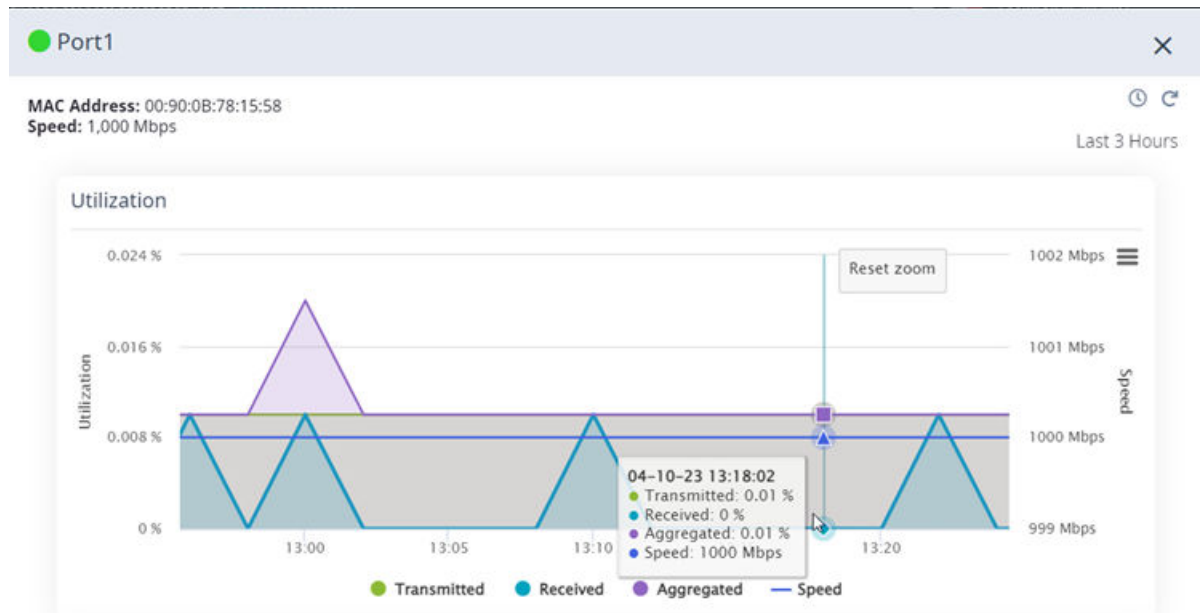 Port1
MAC Address: 00:90:0B:78:15:58
Speed: 1,000 Mbps
Last 3 Hours
Utilization
0.024 %
1002 Mbps
Reset zoom
0.016 %
1001 Mbps
Utilization
Speed
0.008 %
1000 Mbps
04-10-23 13:18:02
Transmitted: 0.01 %
Received: 0 %
Aggregated: 0.01 %
Speed: 1000 Mbps
0 %
999 Mbps
13:00
13:05
13:10
13:20
Transmitted
Received
Aggregated
Speed